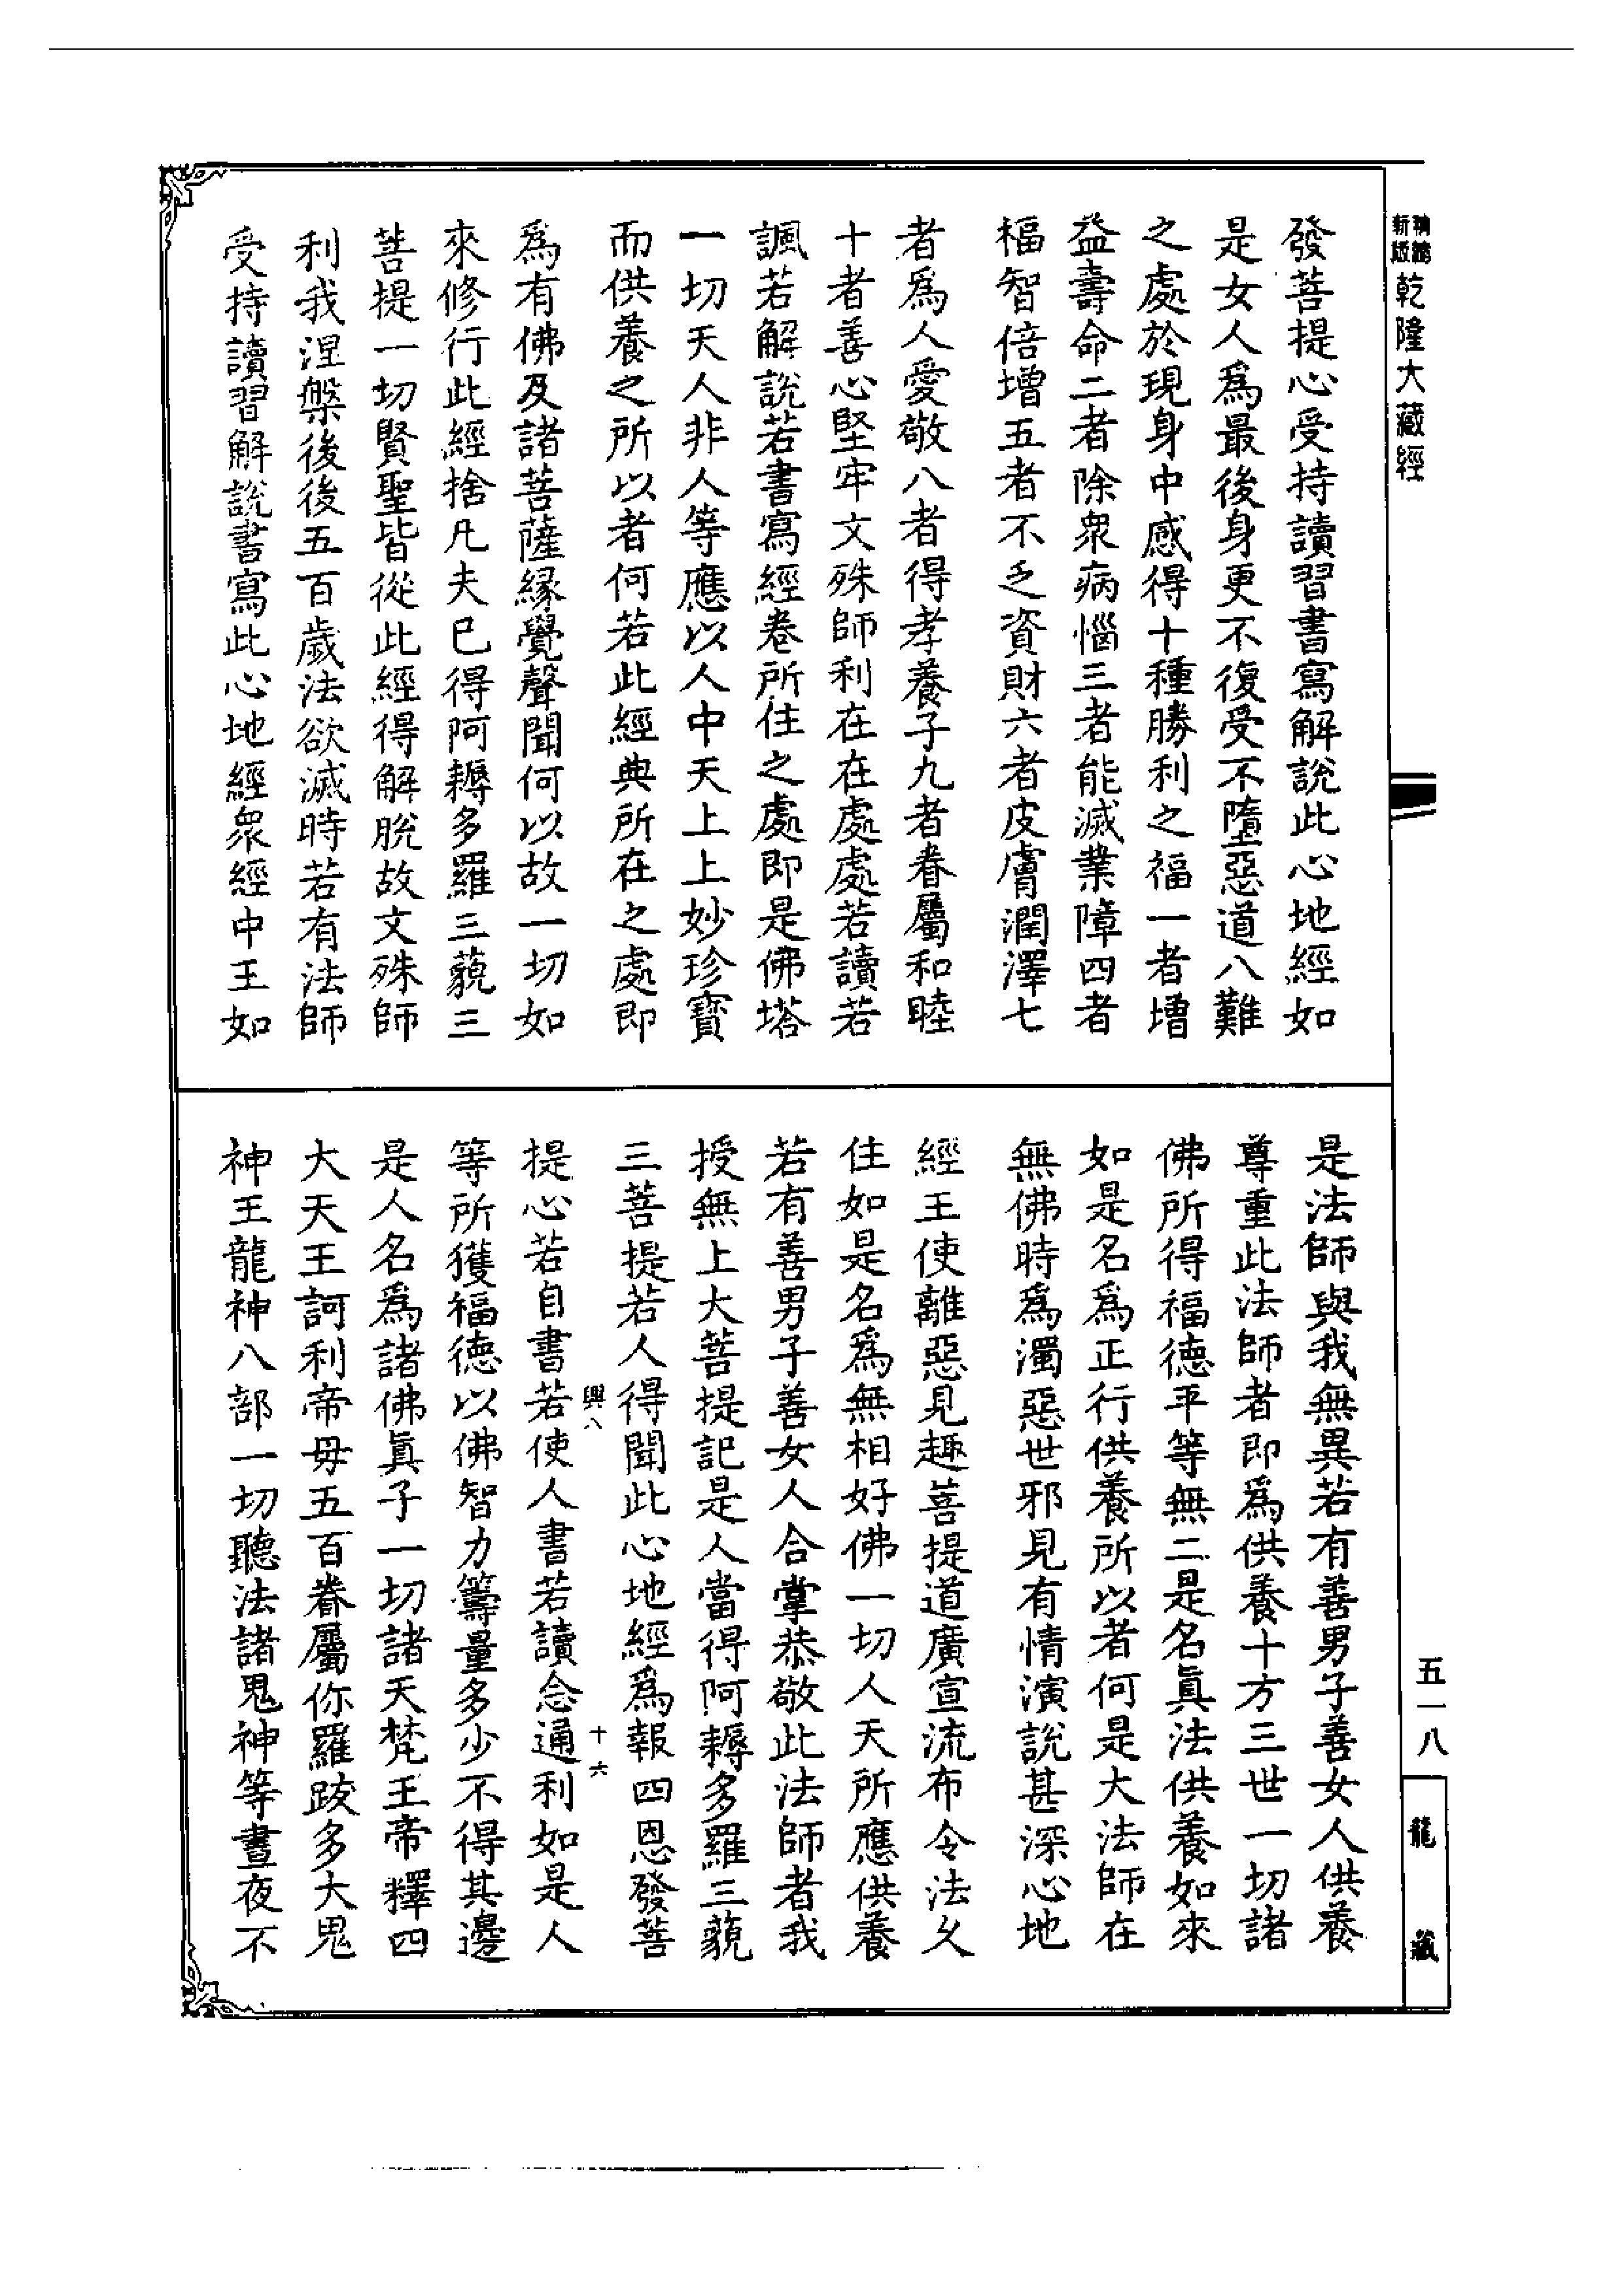 新版
精鏽
乾隆大藏經
發菩提心受持讀習書寫解說此心地經如
是女人爲最後身更不復受不墮惡道八難
之處於現身中感得十種勝利之福一者增
益壽命二者除衆病惱三者能滅業障四者
福智倍增五者不乏資財六者皮膚潤澤七
者爲人愛敬八者得孝養子九者眷屬和睦
十者善心堅牢文殊師利在在處處若讀若
諷若解說若書寫經卷所住之處即是佛塔
一切天人非人等應以人中天上上妙珍寶
而供養之所以者何若此經典所在之處即
爲有佛及諸菩薩緣覺聲聞何以故一切如
來修行此經捨凡夫已得阿耨多羅三藐三
菩提一切賢聖皆從此經得解脫故文殊師
利我涅槃後後五百歲法欲滅時若有法師
受持讀習解說書寫此心地經衆經中王如
是法師與我無異若有善男子善女人供養
尊重此法師者即爲供養十方三世一切諸
佛所得福德平等無二是名眞法供養如來
如是名爲正行供養所以者何是大法師在
無佛時爲濁惡世邪見有情演說甚深心地
經王使離惡見趣菩提道廣宣流布令法久
住如是名爲無相好佛一切人天所應供養
若有善男子善女人合掌恭敬此法師者我
授無上大菩提記是人當得阿耨多羅三藐
三菩提若人得聞此心地經爲報四恩發菩
興八 十六
提心若自書若使人書若讀念通利如是人
等所獲福德以佛智力籌量多少不得其邊
是人名爲諸佛眞子一切諸天梵王帝釋四
大天王訶利帝母五百眷屬你羅跋多大鬼
神王龍神八部一切聽法諸鬼神等晝夜不
五一八
龍藏